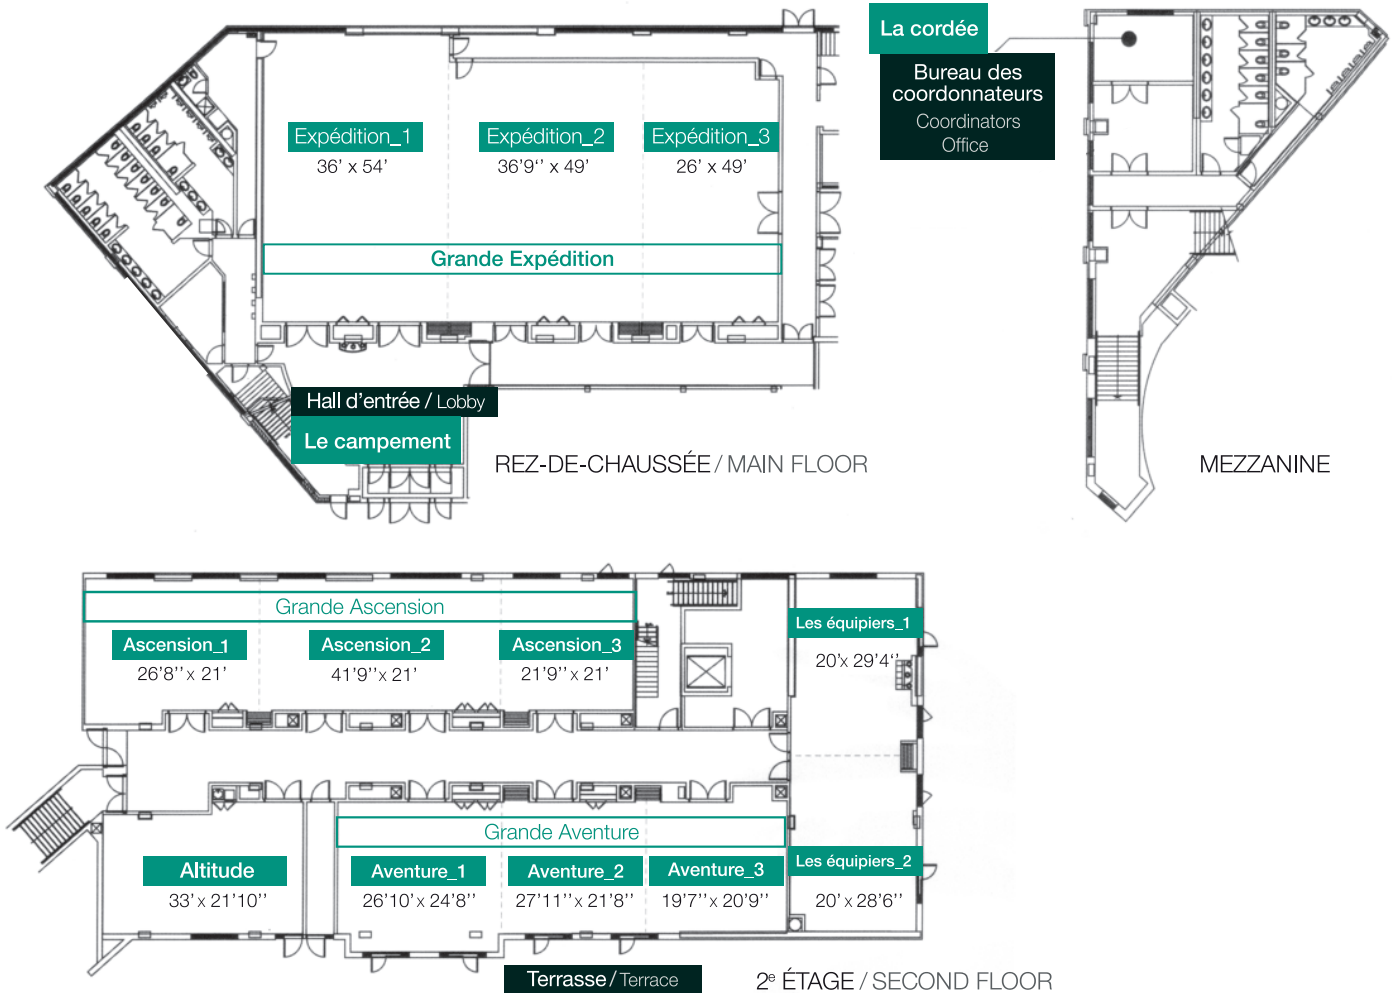 Expédition_1
36' x 54'
Expédition_2
36'9‘' x 49'
Expédition_3
26' x 49'
Grande Expédition
Hall d'entrée / Lobby
Le campement
REZ-DE-CHAUSSÉE / MAIN FLOOR
La cordée
Bureau des
coordonnateurs
Coordinators
Office
MEZZANINE
Grande Ascension
Ascension_1
26'8'' x 21'
Ascension_2
41'9'' x 21'
Ascension_3
21'9'' x 21'
Les équipiers_1
20' x 29'4‘'
Grande Aventure
Altitude
33' x 21'10''
Aventure_1
26'10' x 24'8''
Aventure_2
27'11'' x 21'8''
Aventure_3
19'7'' x 20'9''
Les équipiers_2
20' x 28'6''
Terrasse / Terrace
2e ÉTAGE / SECOND FLOOR